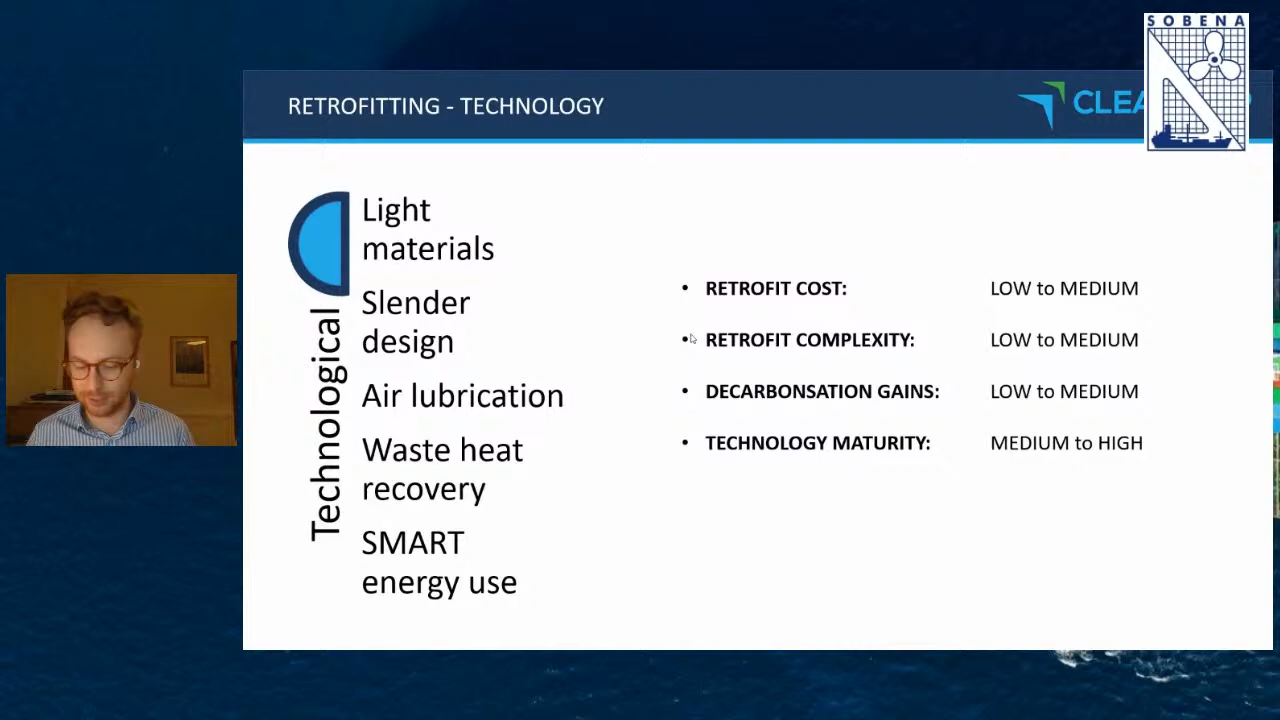 SOBENA
RETROFITTING - TECHNOLOGY
Technological
Light
materials
Slender
design
Air lubrication
Waste heat
recovery
SMART
energy use
• RETROFIT COST: LOW to MEDIUM
• RETROFIT COMPLEXITY: LOW to MEDIUM
• DECARBONSATION GAINS: LOW to MEDIUM
• TECHNOLOGY MATURITY: MEDIUM to HIGH